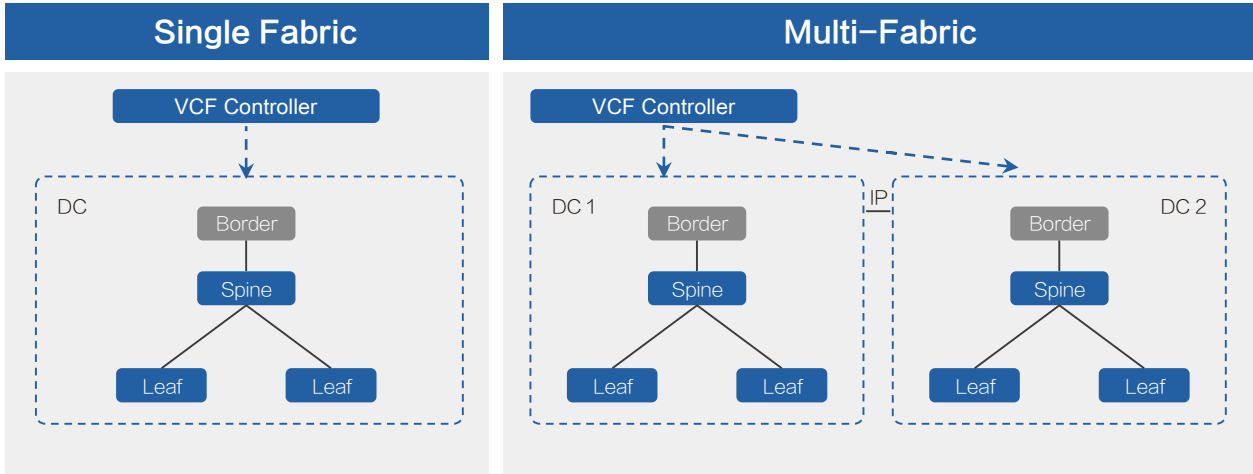 Single Fabric
VCF Controller
DC
Border
Spine
Leaf
Leaf
Multi-Fabric
VCF Controller
DC 1
Border
Spine
Leaf
Leaf
IP
DC 2
Border
Spine
Leaf
Leaf